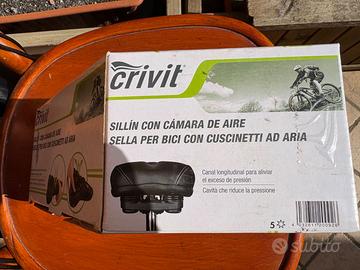 crivit
SILLÍN CON CÁMARA DE AIRE
SELLA PER BICI CON CUSCINETTI AD ARIA
Canal longitudinal para aliviar
el exceso de presión
Cavità che riduce la pressione
5
subito